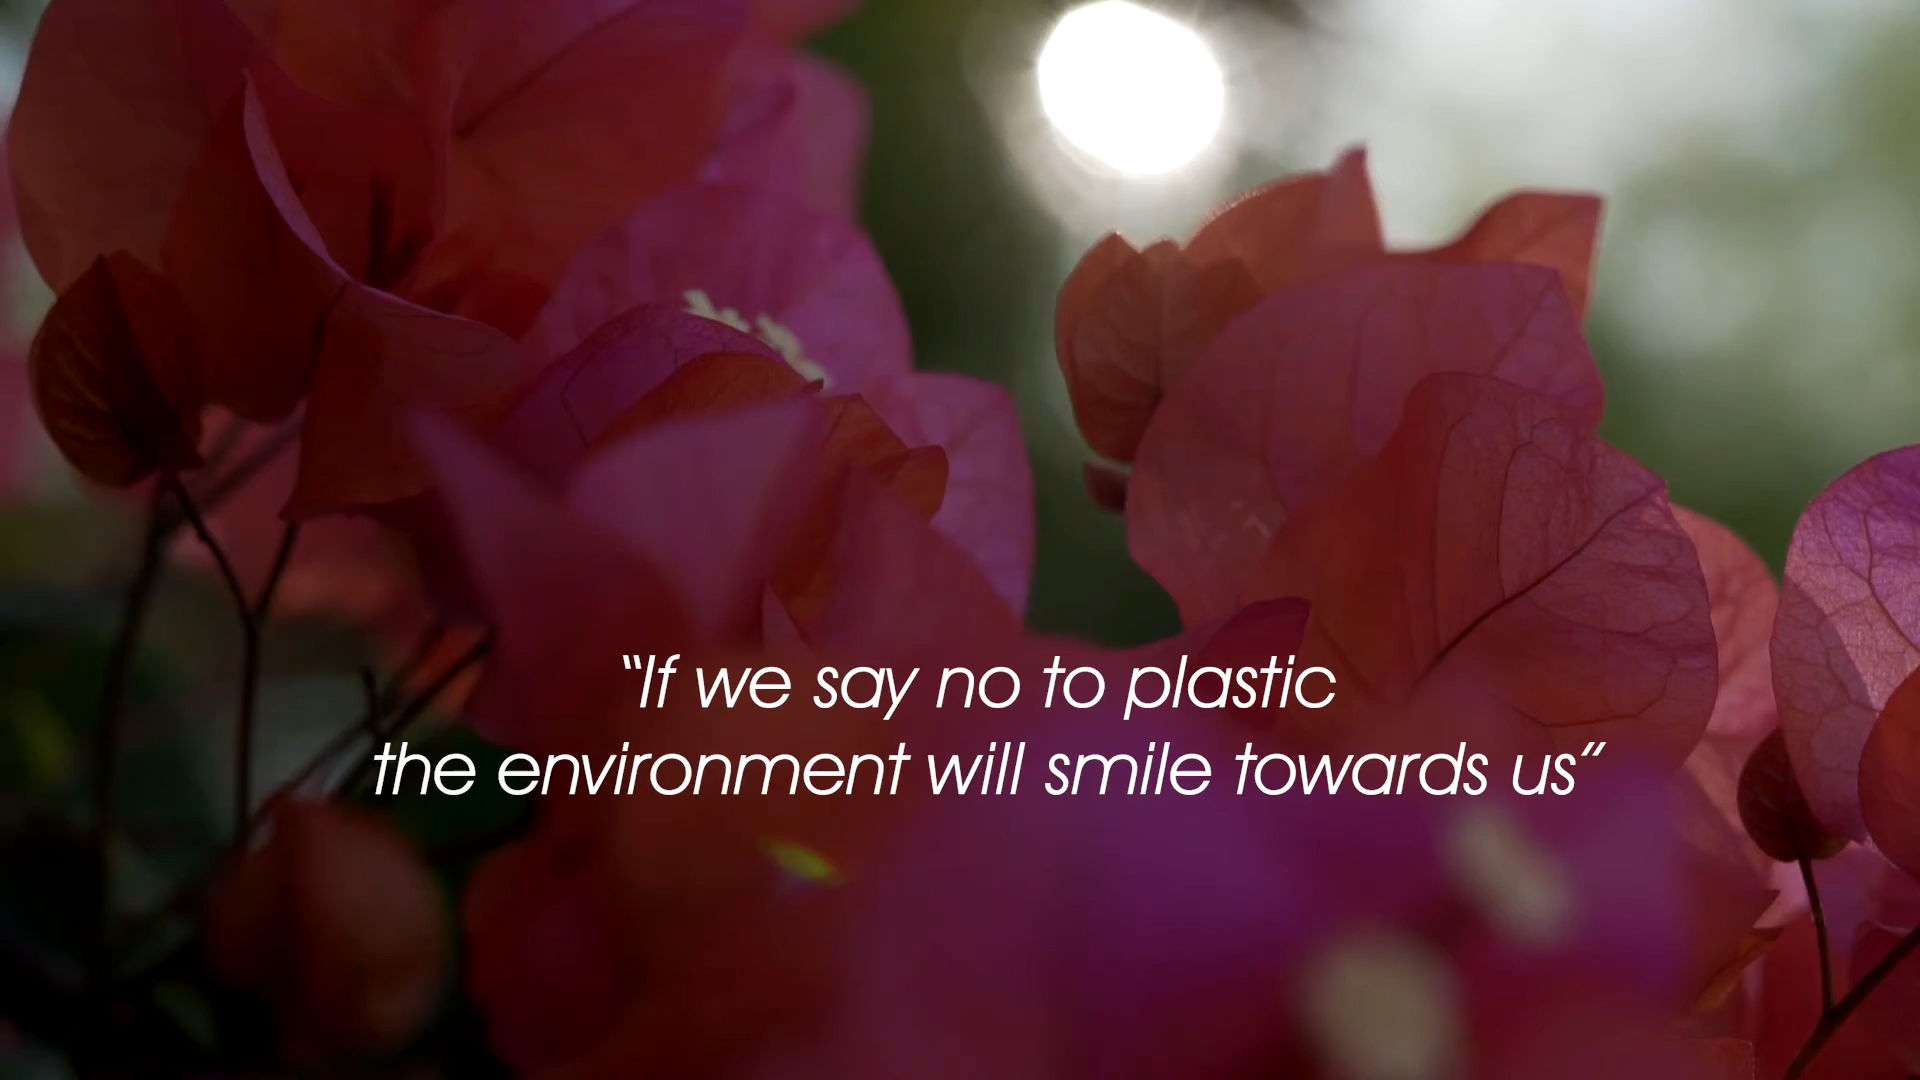 “If we say no to plastic
the environment will smile towards us”